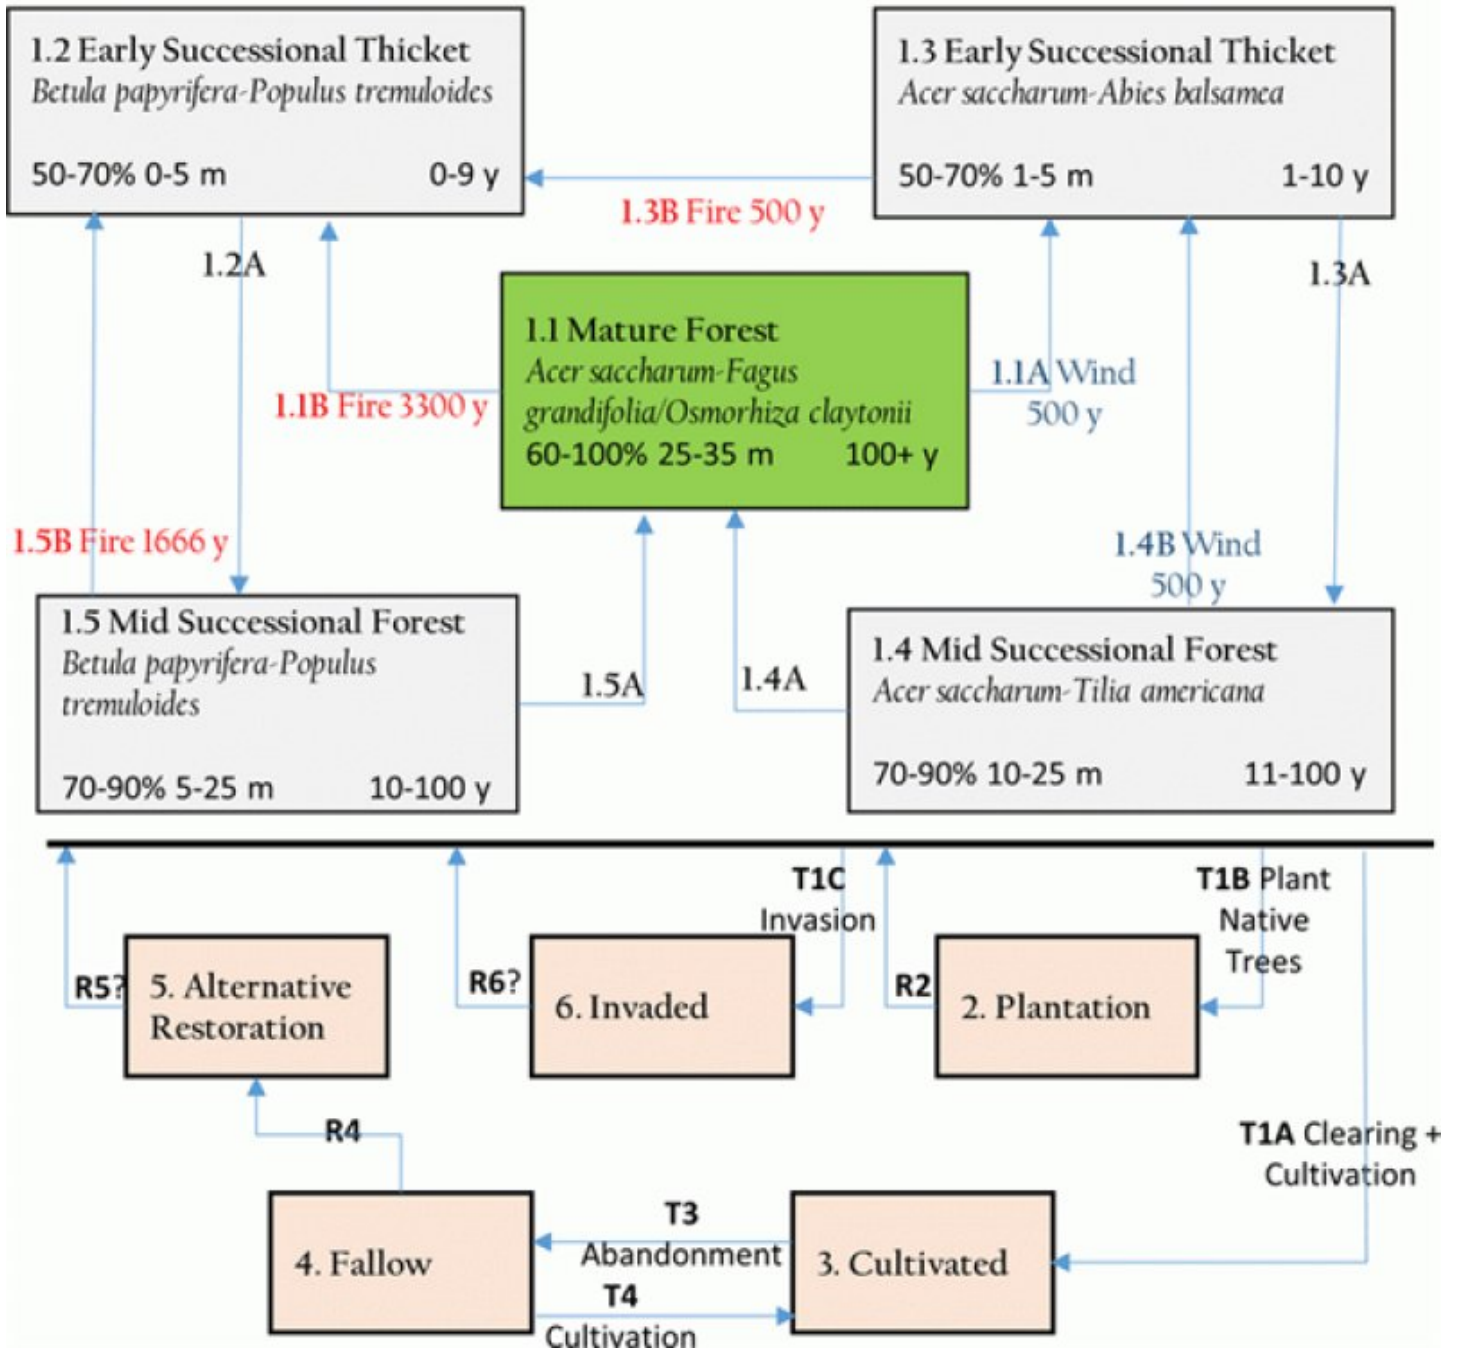 1.2 Early Successional Thicket
Betula papyrifera-Populus tremuloides
50-70% 0-5 m 0-9 y
1.3 Early Successional Thicket
Acer saccharum-Abies balsamea
50-70% 1-5 m 1-10 y
1.3B Fire 500 y
1.2A
1.3A
1.1 Mature Forest
Acer saccharum-Fagus
grandifolia/Osmorhiza claytonii
60-100% 25-35 m 100+ y
1.1B Fire 3300 y
1.1A Wind
500 y
1.5B Fire 1666 y
1.4B Wind
500 y
1.5 Mid Successional Forest
Betula papyrifera-Populus
tremuloides
70-90% 5-25 m 10-100 y
1.5A
1.4A
1.4 Mid Successional Forest
Acer saccharum-Tilia americana
70-90% 10-25 m 11-100 y
T1C
Invasion
T1B Plant
Native
Trees
R5?
5. Alternative
Restoration
R6?
6. Invaded
R2
2. Plantation
R4
T1A Clearing +
Cultivation
4. Fallow
T3
Abandonment
T4
Cultivation
3. Cultivated